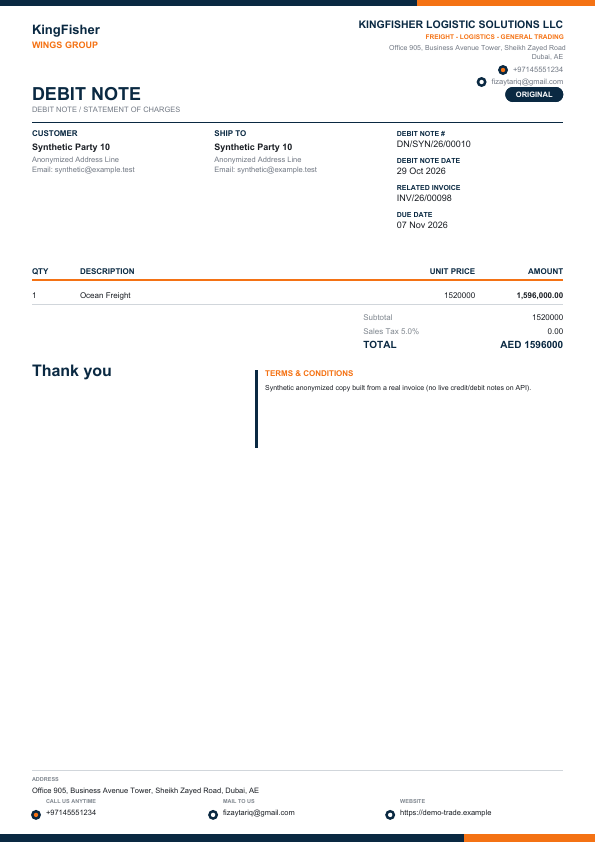 KingFisher
WINGS GROUP
KINGFISHER LOGISTIC SOLUTIONS LLC
FREIGHT - LOGISTICS - GENERAL TRADING
Office 905, Business Avenue Tower, Sheikh Zayed Road
Dubai, AE
+97145551234
fizaytariq@gmail.com
ORIGINAL
DEBIT NOTE
DEBIT NOTE / STATEMENT OF CHARGES
CUSTOMER
Synthetic Party 10
Anonymized Address Line
Email: synthetic@example.test
SHIP TO
Synthetic Party 10
Anonymized Address Line
Email: synthetic@example.test
DEBIT NOTE #
DN/SYN/26/00010
DEBIT NOTE DATE
29 Oct 2026
RELATED INVOICE
INV/26/00098
DUE DATE
07 Nov 2026
QTY DESCRIPTION UNIT PRICE AMOUNT
1 Ocean Freight 1520000 1,596,000.00
Subtotal 1520000
Sales Tax 5.0% 0.00
TOTAL AED 1596000
Thank you
TERMS & CONDITIONS
Synthetic anonymized copy built from a real invoice (no live credit/debit notes on API).
ADDRESS
Office 905, Business Avenue Tower, Sheikh Zayed Road, Dubai, AE
CALL US ANYTIME
+97145551234
MAIL TO US
fizaytariq@gmail.com
WEBSITE
https://demo-trade.example